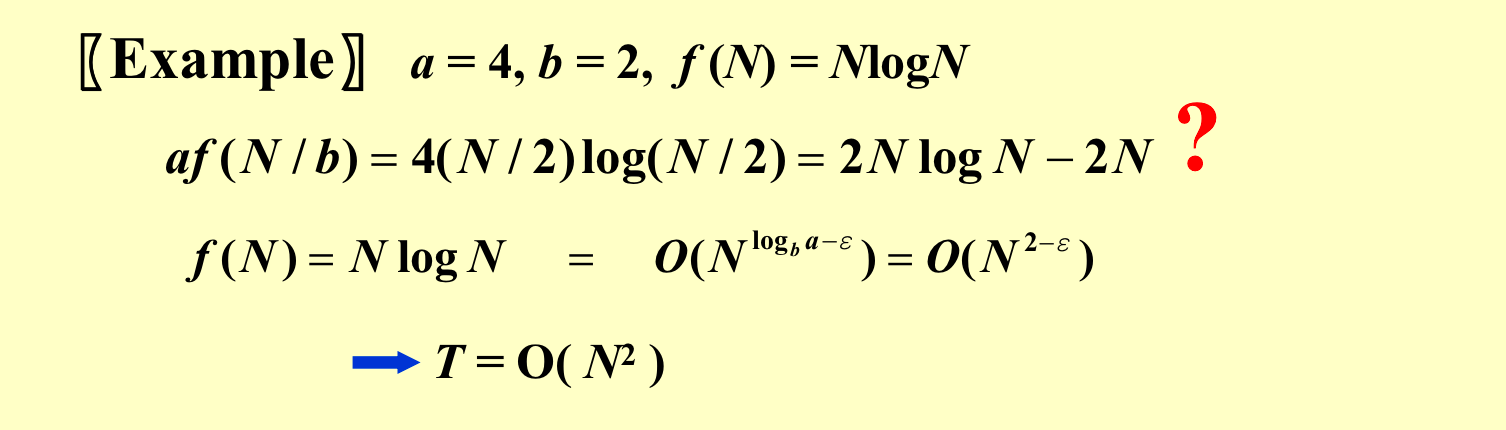 〖Example〗 a = 4, b = 2, f (N) = NlogN
af (N / b) = 4(N / 2)log(N / 2) = 2N log N – 2N ?
f (N) = N log N = O(N^{log_b a−ε}) = O(N^{2−ε})
T = O( N² )